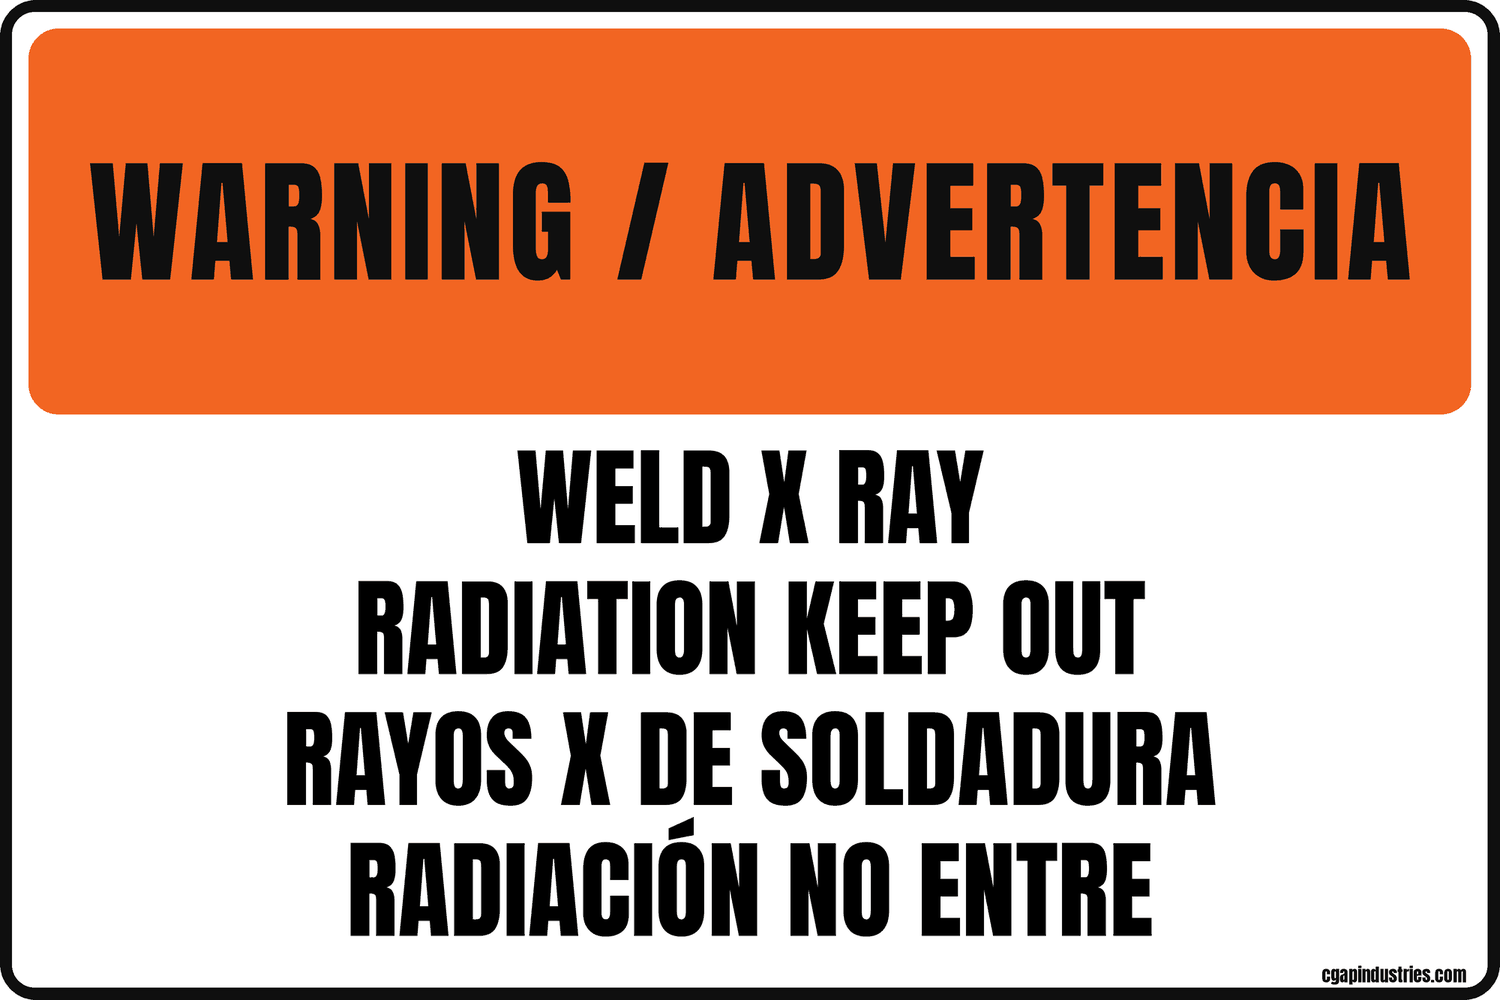 WARNING / ADVERTENCIA
WELD X RAY
RADIATION KEEP OUT
RAYOS X DE SOLDADURA
RADIACIÓN NO ENTRE
cgapindustries.com